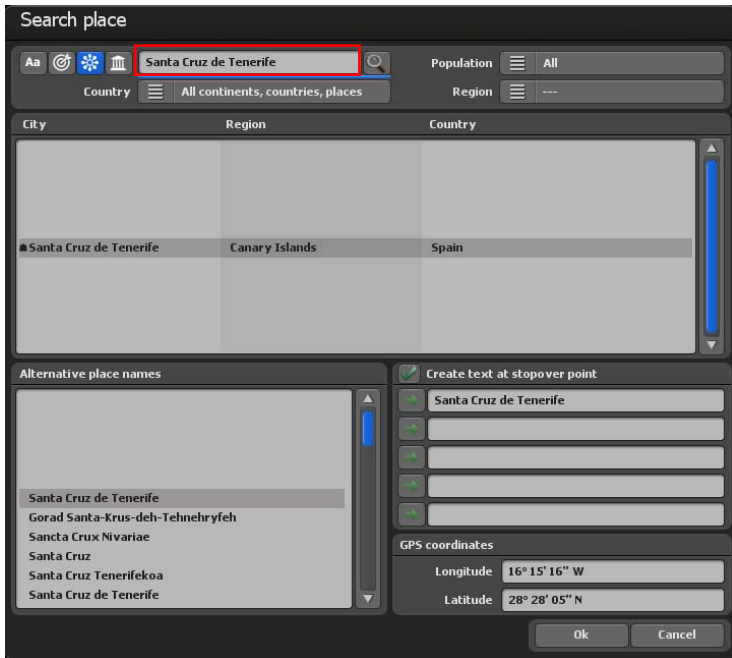 Search place
Aa Santa Cruz de Tenerife Population All
Country All continents, countries, places Region ---
City Region Country
Santa Cruz de Tenerife Canary Islands Spain
Alternative place names
Santa Cruz de Tenerife
Gorad Santa-Krus-deh-Tehnehryfeh
Sancta Crux Nivariae
Santa Cruz
Santa Cruz Tenerifekoa
Santa Cruz de Tenerife
Create text at stopover point
Santa Cruz de Tenerife
GPS coordinates
Longitude 16° 15' 16" W
Latitude 28° 28' 05" N
Ok Cancel